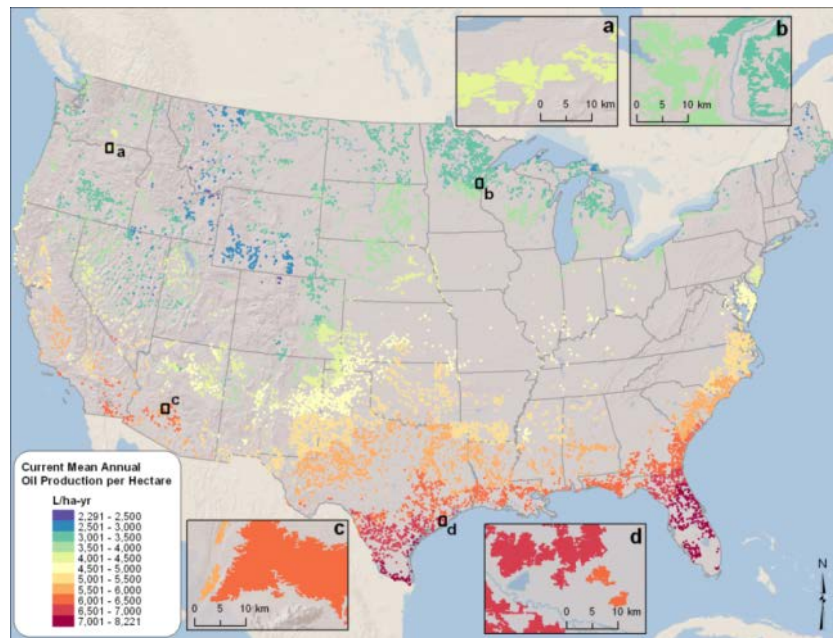 a
b
0 5 10 km
0 5 10 km
a
b
c
d
Current Mean Annual
Oil Production per Hectare
L/ha-yr
2,291 - 2,500
2,501 - 3,000
3,001 - 3,500
3,501 - 4,000
4,001 - 4,500
4,501 - 5,000
5,001 - 5,500
5,501 - 6,000
6,001 - 6,500
6,501 - 7,000
7,001 - 8,221
c
0 5 10 km
d
0 5 10 km
N